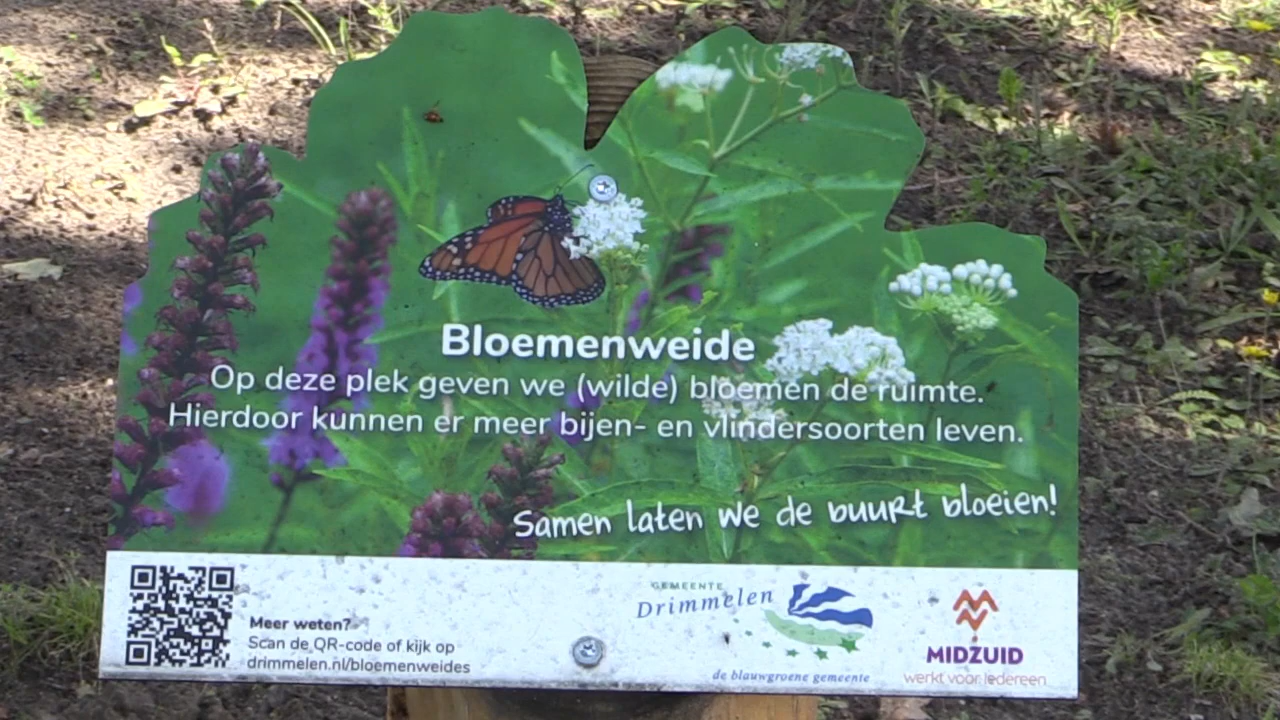 Bloemenweide
Op deze plek geven we (wilde) bloemen de ruimte.
Hierdoor kunnen er meer bijen- en vlindersoorten leven.
Samen laten we de buurt bloeien!
Meer weten?
Scan de QR-code of kijk op
drimmelen.nl/bloemenweides
GEMEENTE
Drimmelen
de blauwgroene gemeente
MIDZUID
werkt voor iedereen